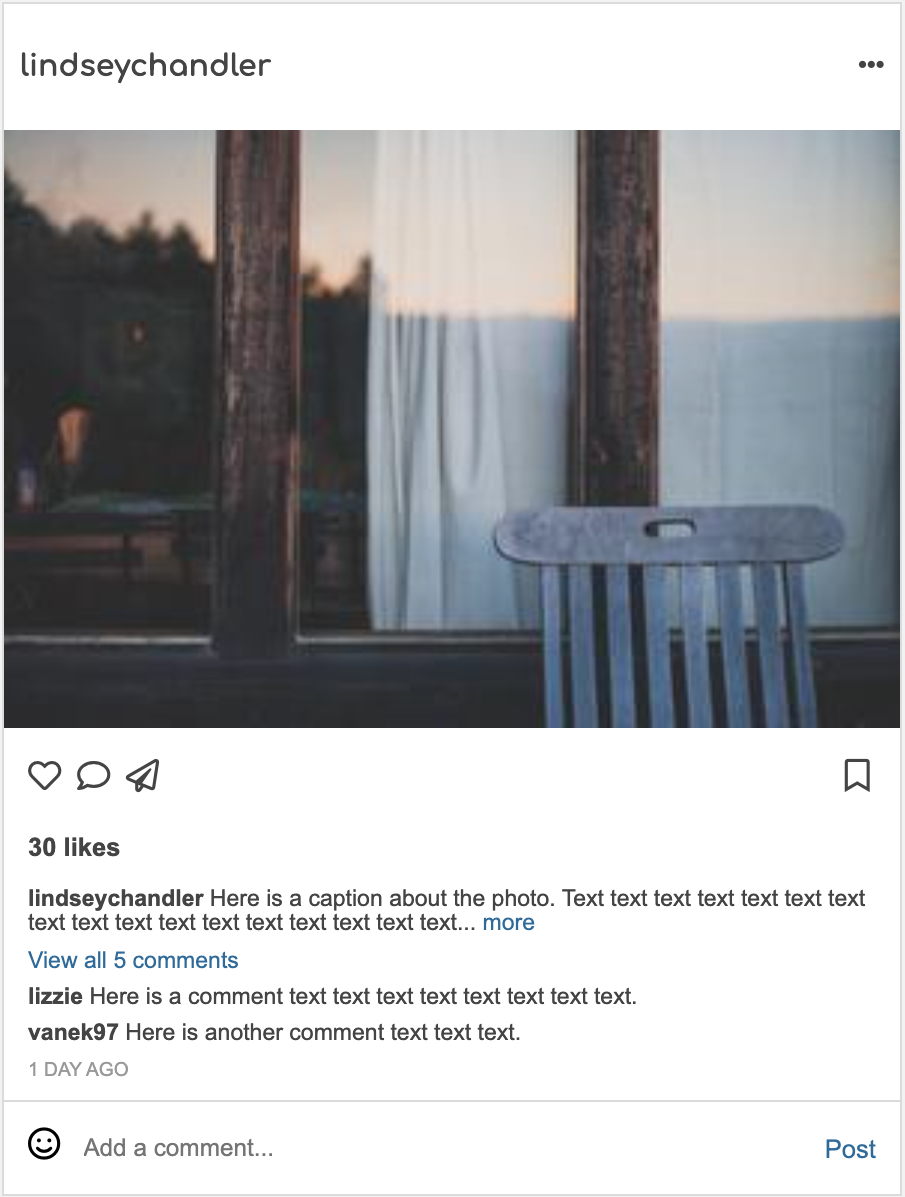 lindseychandler
30 likes
lindseychandler Here is a caption about the photo. Text text text text text text text
text text text text text text text text text text... more
View all 5 comments
lizzie Here is a comment text text text text text text text text.
vanek97 Here is another comment text text text.
1 DAY AGO
Add a comment...
Post